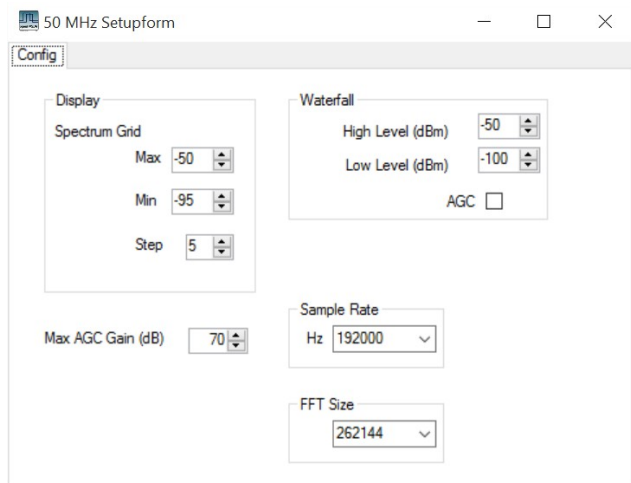 50 MHz Setupform
Config
Display
Spectrum Grid
Max -50
Min -95
Step 5
Waterfall
High Level (dBm) -50
Low Level (dBm) -100
AGC
Max AGC Gain (dB) 70
Sample Rate
Hz 192000
FFT Size
262144